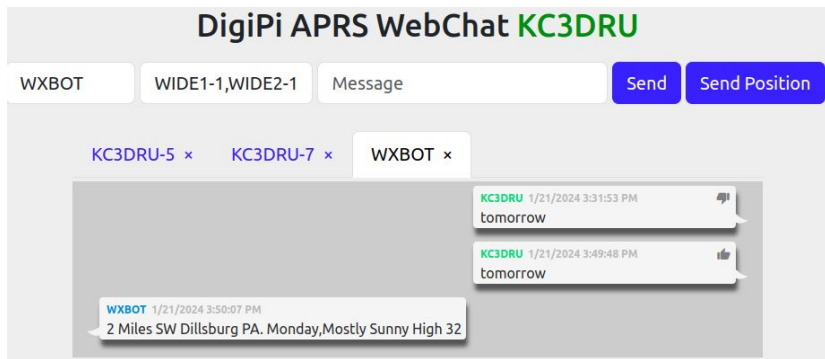 DigiPi APRS WebChat KC3DRU
WXBOT WIDE1-1,WIDE2-1 Message Send Send Position
KC3DRU-5 × KC3DRU-7 × WXBOT ×
KC3DRU 1/21/2024 3:31:53 PM
tomorrow
KC3DRU 1/21/2024 3:49:48 PM
tomorrow
WXBOT 1/21/2024 3:50:07 PM
2 Miles SW Dillsburg PA. Monday,Mostly Sunny High 32